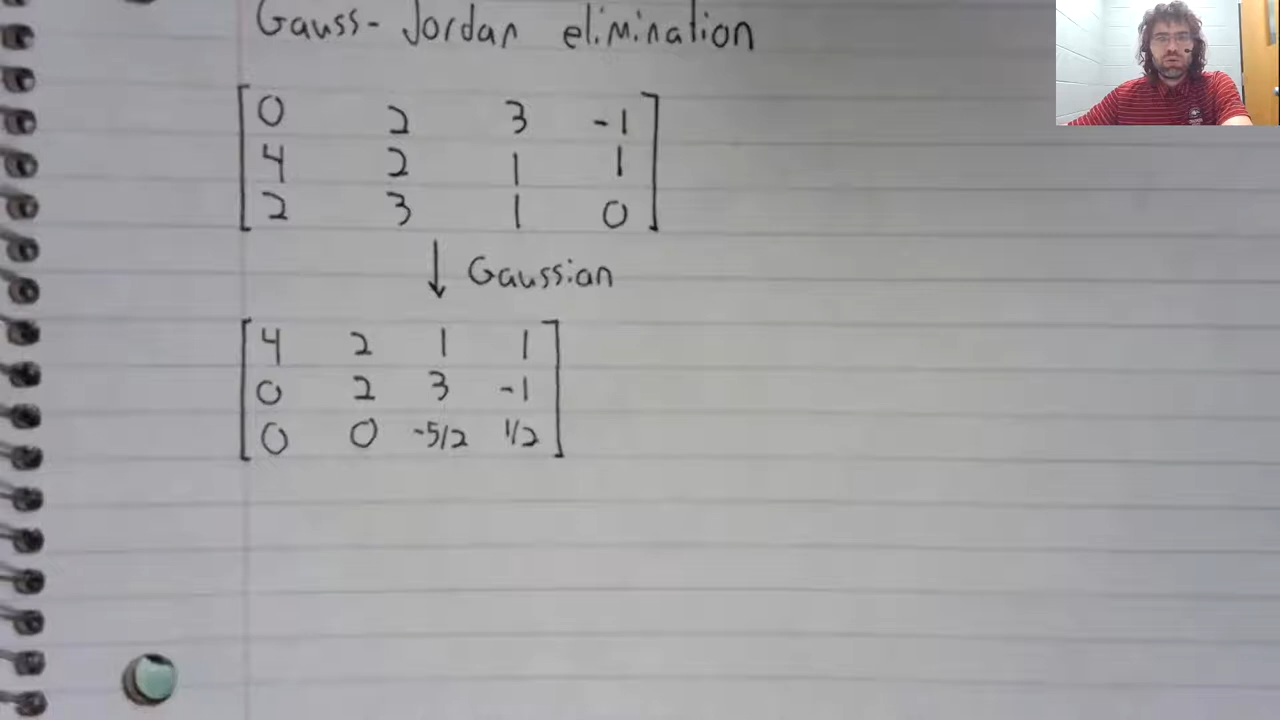 Gauss-Jordan elimination
0 2 3 -1
4 2 1 1
2 3 1 0
↓ Gaussian
4 2 1 1
0 2 3 -1
0 0 -5/2 1/2